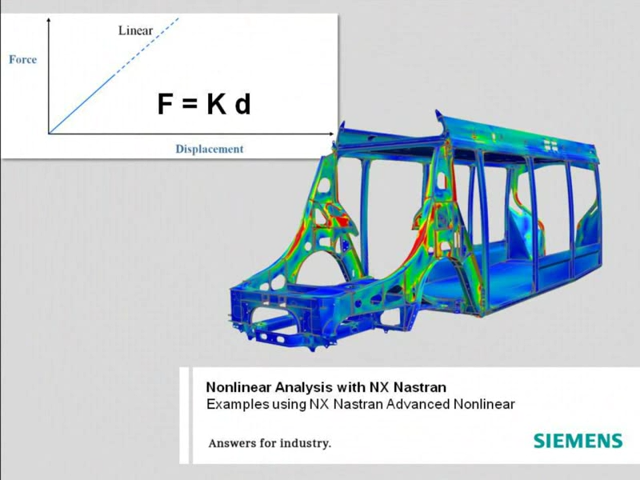 Linear
Force
F = K d
Displacement
Nonlinear Analysis with NX Nastran
Examples using NX Nastran Advanced Nonlinear
Answers for industry.
SIEMENS